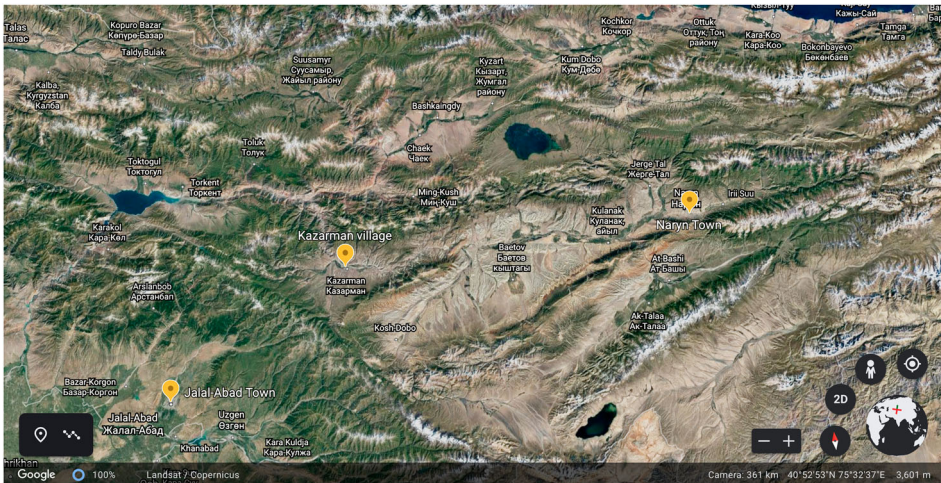 Talas
Талас
Kopuro Bazar
Көпүрө-Базар
Taldy Bulak
Kalba,
Kyrgyzstan
Калба
Suusamyr
Суусамыр,
Жайыл району
Kyzart
Кызарт,
Жумгал
району
Kum Dobo
Кум-Дөбө
Kochkor
Кочкор
Ottuk
Оттук, Тоң
району
Kara-Koo
Кара-Коо
Кызыл-Туу
Кажы-Сай
Bokonbayevo
Бөкөнбаев
Tamga
Тамга
Bashkaingdy
Chaek
Чаек
Toluk
Толук
Toktogul
Токтогул
Torkent
Торкент
Karakol
Кара-Көл
Ming-Kush
Миң-Куш
Jerge-Tal
Жерге-Тал
Irii Suu
Kulanak
Куланак,
айыл
Naryn Town
Kazarman village
Kazarman
Казарман
Baetov
Баетов
кыштагы
At-Bashi
Ат-Башы
Arslanbob
Арстанбап
Kosh-Dobo
Ak-Talaa
Ак-Талаа
Bazar-Korgon
Базар-Коргон
Jalal-Abad Town
Jalal-Abad
Жалал-Абад
Uzgen
Өзгөн
Khanabad
Kara Kuldja
Кара-Кулжа
2D
Google
100%
Landsat / Copernicus
Camera: 361 km 40°52'53"N 75°32'37"E 3,601 m